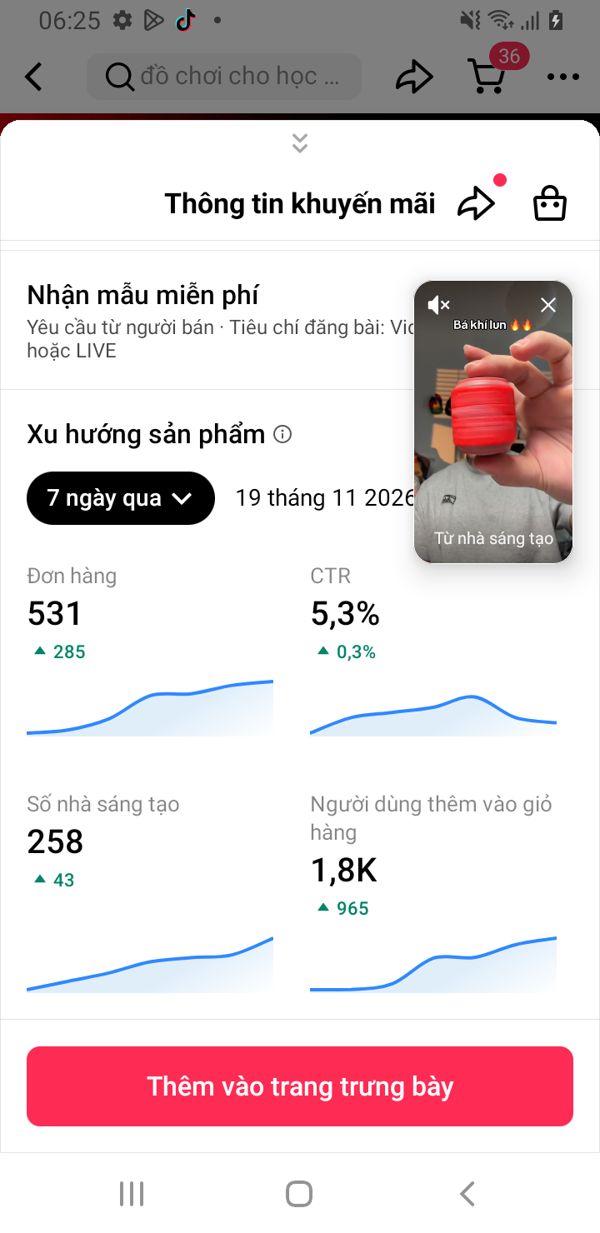 06:25
36
đồ chơi cho học ...
Thông tin khuyến mãi
Nhận mẫu miễn phí
Yêu cầu từ người bán · Tiêu chí đăng bài:
hoặc LIVE
Bá khí lun 🔥🔥
Từ nhà sáng tạo
Xu hướng sản phẩm
7 ngày qua
19 tháng 11 2026
Đơn hàng
531
▲ 285
CTR
5,3%
▲ 0,3%
Số nhà sáng tạo
258
▲ 43
Người dùng thêm vào giỏ
hàng
1,8K
▲ 965
Thêm vào trang trưng bày